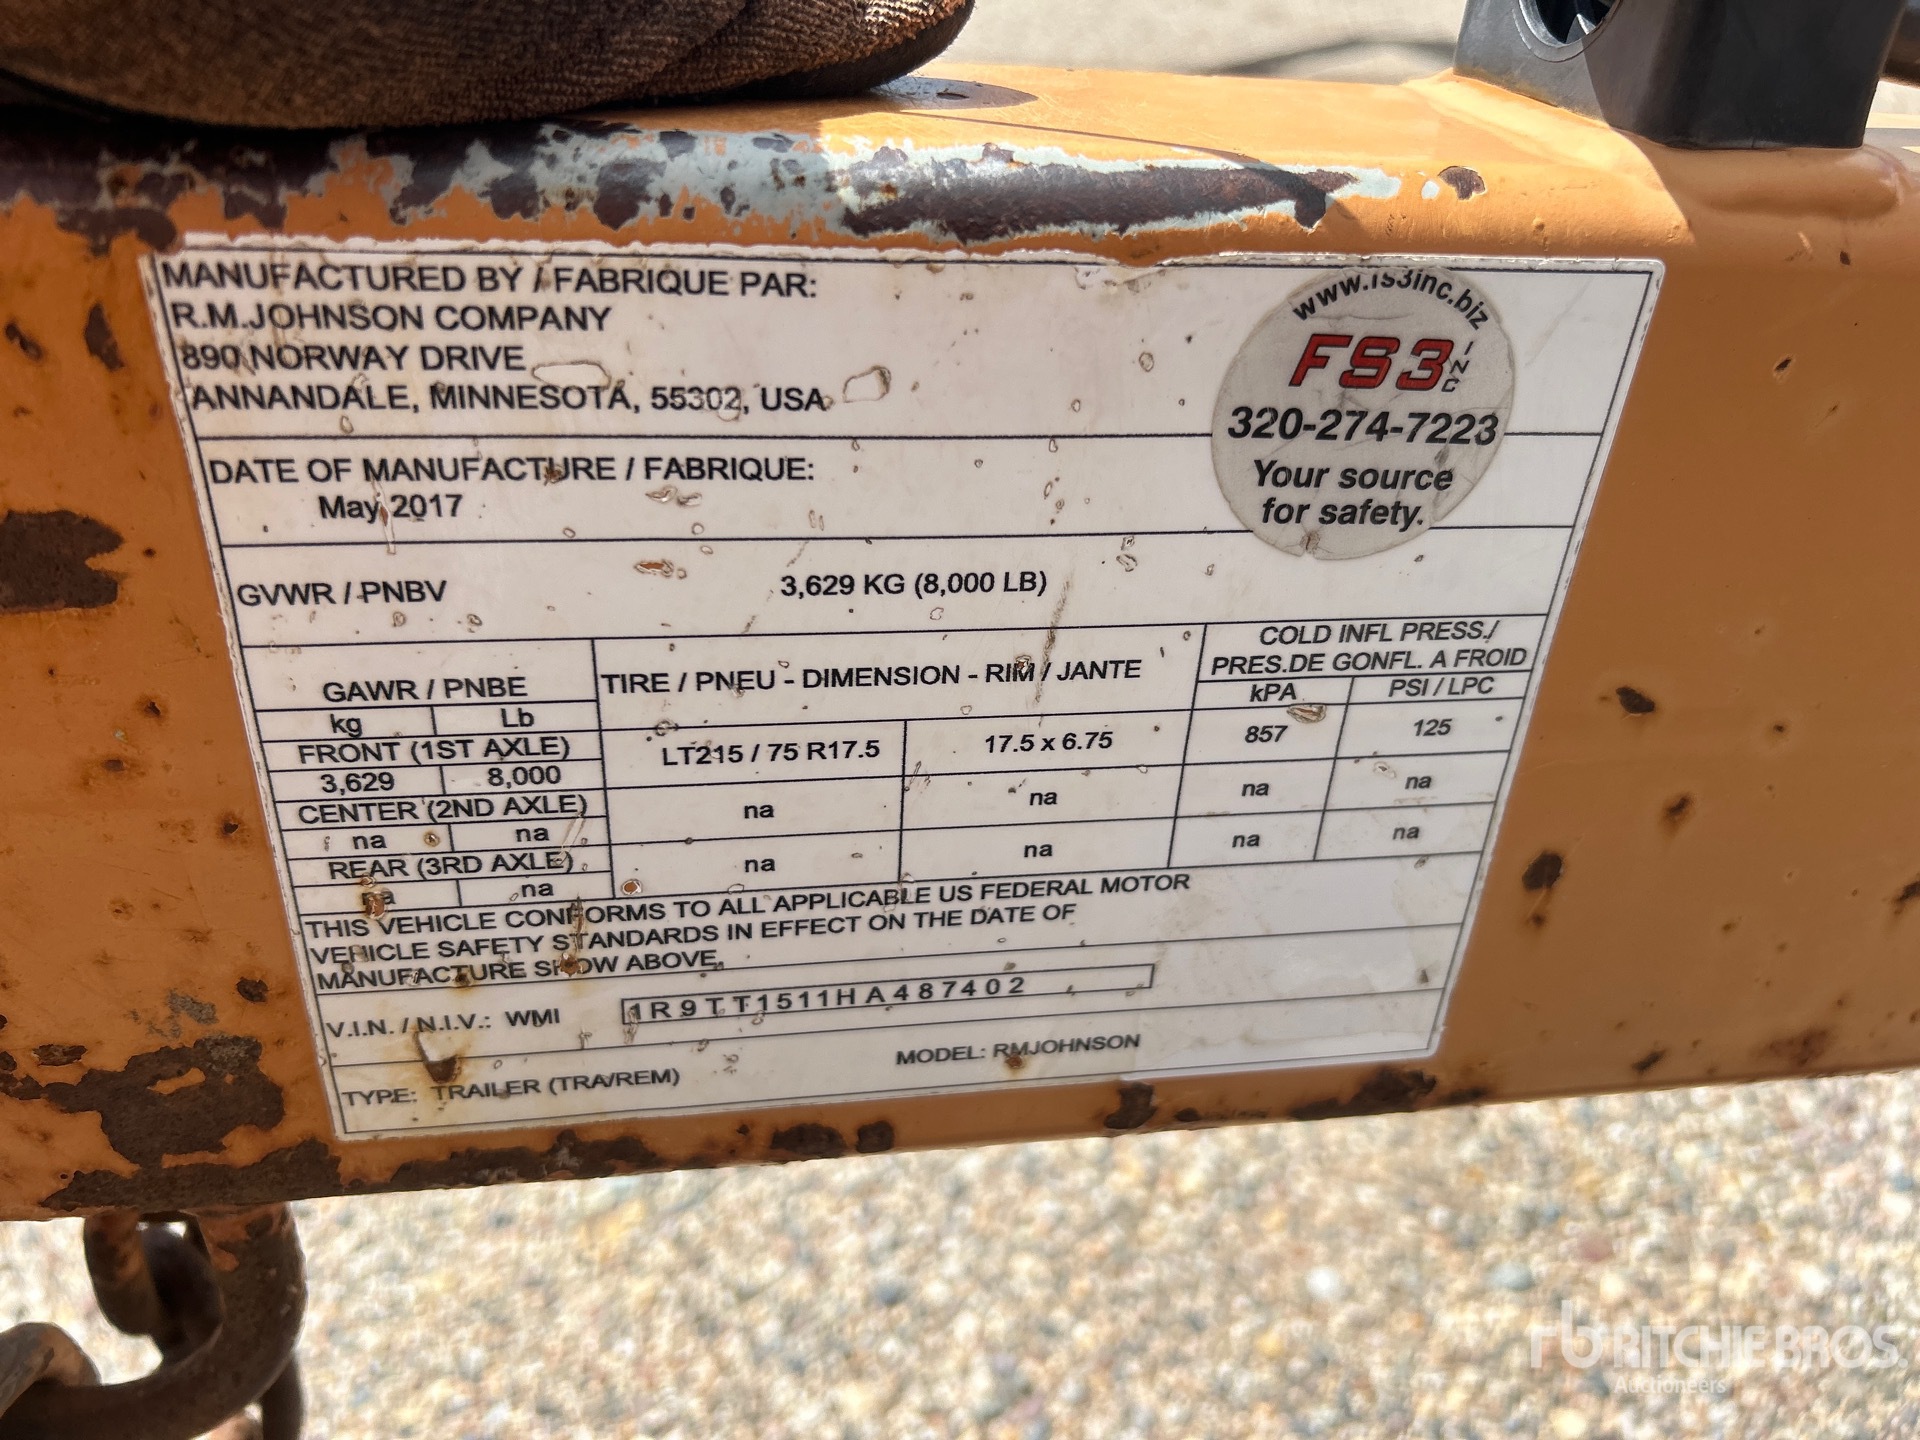 MANUFACTURED BY / FABRIQUE PAR:
R.M.JOHNSON COMPANY
890 NORWAY DRIVE
ANNANDALE, MINNESOTA, 55302, USA
www.fs3inc.biz
FS3 INC
320-274-7223
Your source
for safety.
DATE OF MANUFACTURE / FABRIQUE:
May 2017
GVWR / PNBV 3,629 KG (8,000 LB)
GAWR / PNBE
TIRE / PNEU - DIMENSION - RIM / JANTE
COLD INFL PRESS./
PRES.DE GONFL. A FROID
kg Lb
kPA PSI / LPC
FRONT (1ST AXLE)
3,629 8,000
LT215 / 75 R17.5 17.5 x 6.75 857 125
CENTER (2ND AXLE)
na na
na na na na
REAR (3RD AXLE)
na na
na na na na
THIS VEHICLE CONFORMS TO ALL APPLICABLE US FEDERAL MOTOR
VEHICLE SAFETY STANDARDS IN EFFECT ON THE DATE OF
MANUFACTURE SHOW ABOVE.
V.I.N. / N.I.V.: WMI 1R9TT1511HA487402
TYPE: TRAILER (TRA/REM) MODEL: RMJOHNSON
rb RITCHIE BROS.
Auctioneers